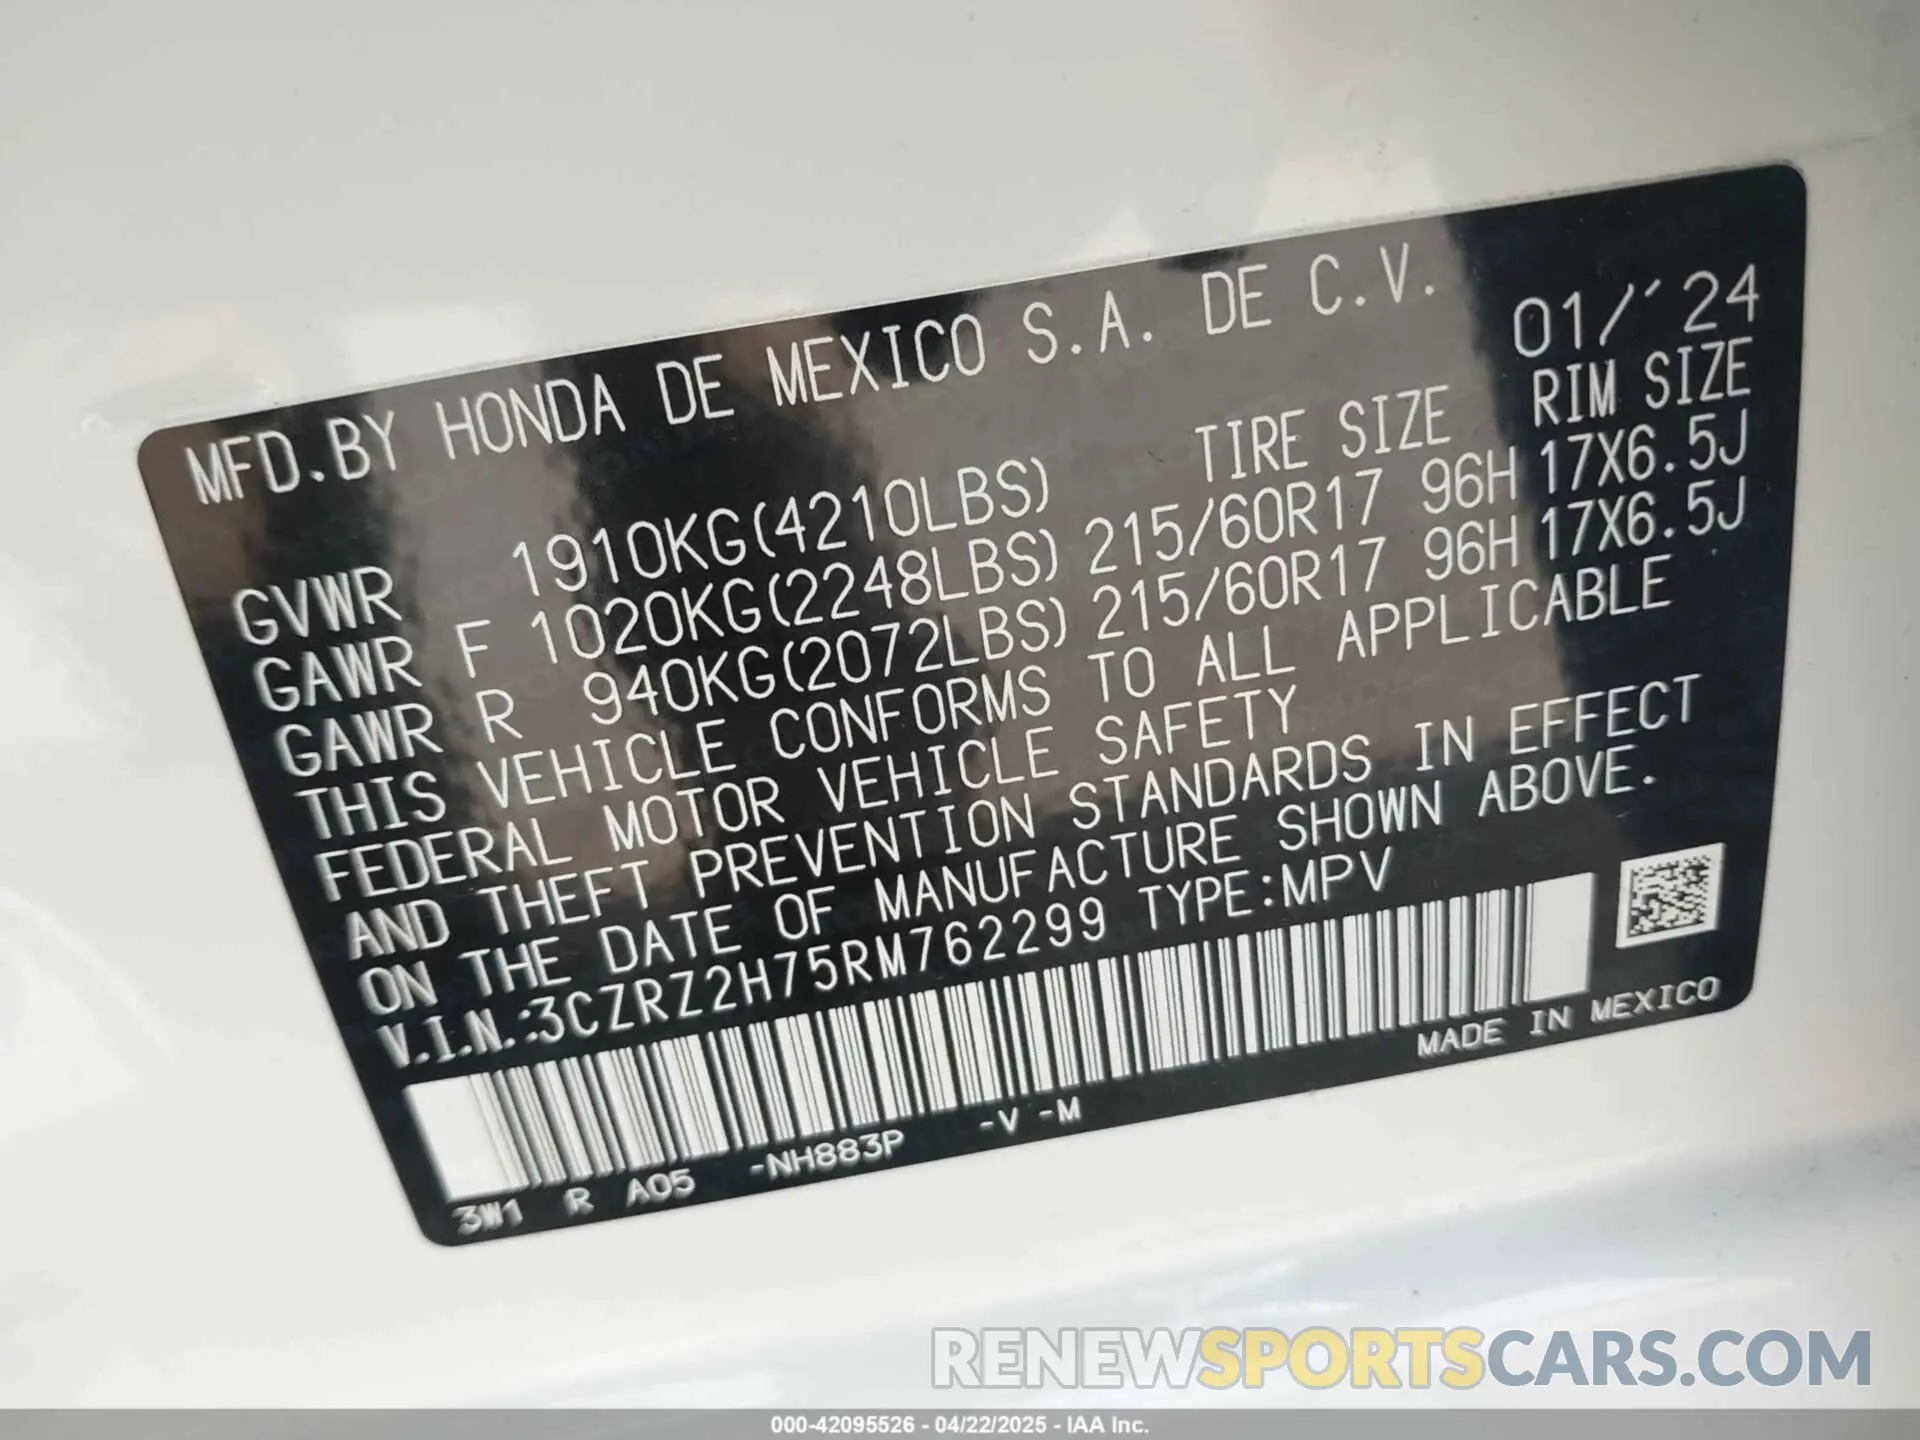 MFD.BY HONDA DE MEXICO S.A. DE C.V.
01/'24
TIRE SIZE RIM SIZE
GVWR 1910KG(4210LBS)
GAWR F 1020KG(2248LBS) 215/60R17 96H 17X6.5J
GAWR R 940KG(2072LBS) 215/60R17 96H 17X6.5J
THIS VEHICLE CONFORMS TO ALL APPLICABLE
FEDERAL MOTOR VEHICLE SAFETY
AND THEFT PREVENTION STANDARDS IN EFFECT
ON THE DATE OF MANUFACTURE SHOWN ABOVE.
V.I.N.:3CZRZ2H75RM762299 TYPE:MPV
MADE IN MEXICO
3W1 R A05 -NH883P -V -M
RENEWSPORTSCARS.COM
000-42095526 - 04/22/2025 - IAA Inc.